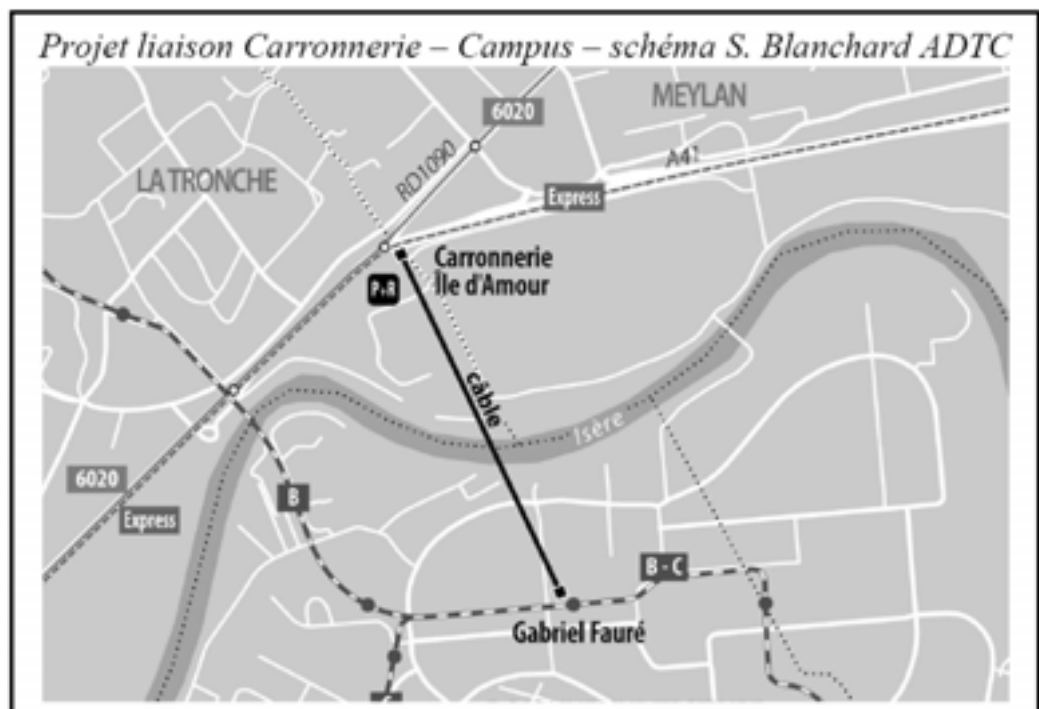 Projet liaison Carronnerie – Campus – schéma S. Blanchard ADTC
6020
MEYLAN
LA TRONCHE
RD1090
A41
Express
Carronnerie
Île d'Amour
P+R
câble
Isère
6020
Express
B
B - C
Gabriel Fauré